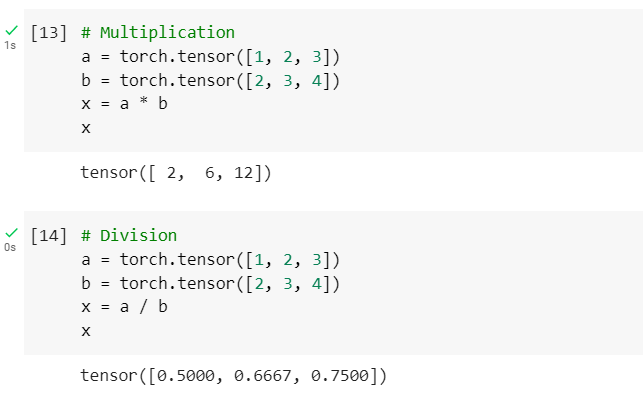 [13] # Multiplication
1s
a = torch.tensor([1, 2, 3])
b = torch.tensor([2, 3, 4])
x = a * b
x
tensor([ 2,  6, 12])
[14] # Division
0s
a = torch.tensor([1, 2, 3])
b = torch.tensor([2, 3, 4])
x = a / b
x
tensor([0.5000, 0.6667, 0.7500])